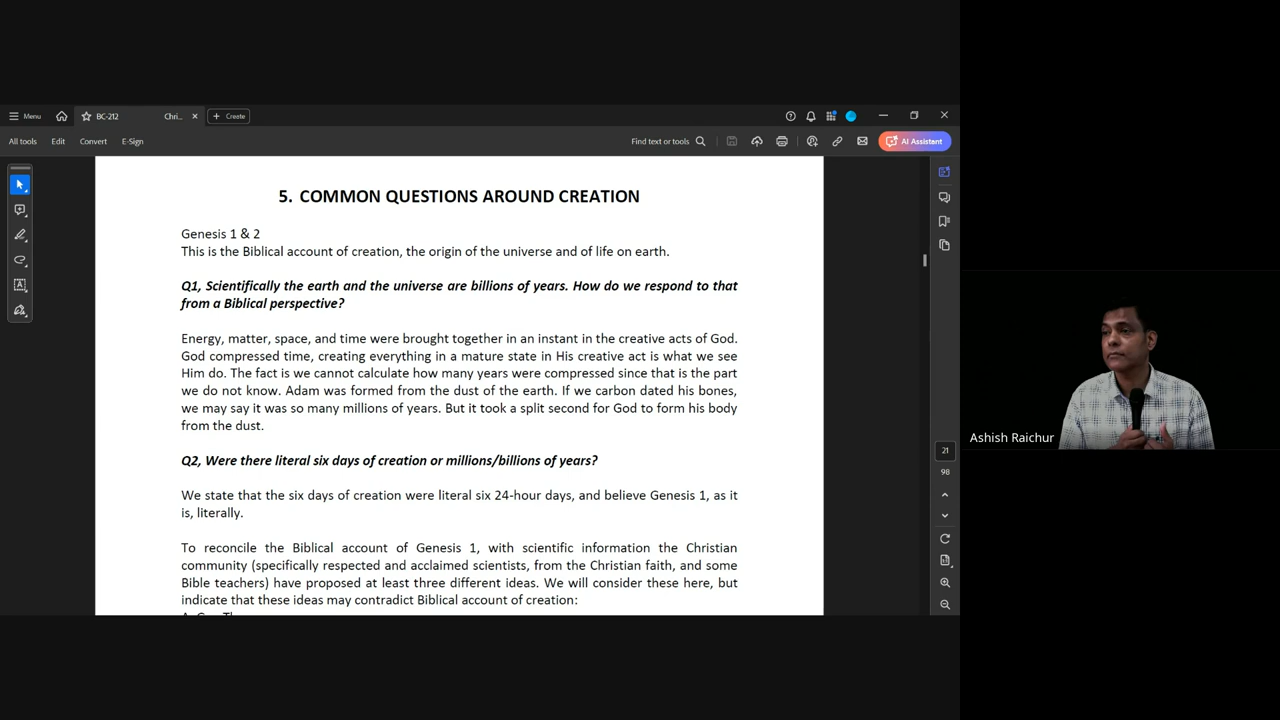 Menu
BC-212
Chri...
Create
All tools
Edit
Convert
E-Sign
Find text or tools
AI Assistant
5. COMMON QUESTIONS AROUND CREATION
Genesis 1 & 2
This is the Biblical account of creation, the origin of the universe and of life on earth.
Q1, Scientifically the earth and the universe are billions of years. How do we respond to that
from a Biblical perspective?
Energy, matter, space, and time were brought together in an instant in the creative acts of God.
God compressed time, creating everything in a mature state in His creative act is what we see
Him do. The fact is we cannot calculate how many years were compressed since that is the part
we do not know. Adam was formed from the dust of the earth. If we carbon dated his bones,
we may say it was so many millions of years. But it took a split second for God to form his body
from the dust.
Q2, Were there literal six days of creation or millions/billions of years?
We state that the six days of creation were literal six 24-hour days, and believe Genesis 1, as it
is, literally.
To reconcile the Biblical account of Genesis 1, with scientific information the Christian
community (specifically respected and acclaimed scientists, from the Christian faith, and some
Bible teachers) have proposed at least three different ideas. We will consider these here, but
indicate that these ideas may contradict Biblical account of creation:
21
98
Ashish Raichur